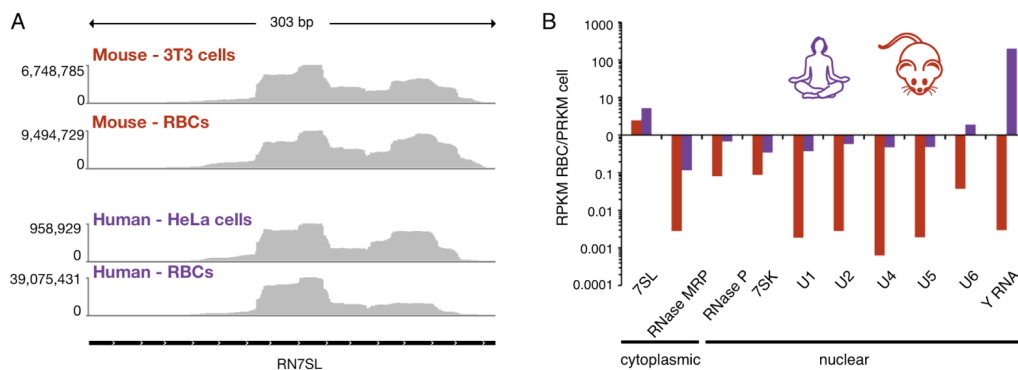 A
303 bp
Mouse - 3T3 cells
6,748,785
0
Mouse - RBCs
9,494,729
0
Human - HeLa cells
958,929
0
Human - RBCs
39,075,431
0
RN7SL
B
RPKM RBC/PRKM cell
1000
100
10
0
0.1
0.01
0.001
0.0001
7SL
RNase MRP
RNase P
7SK
U1
U2
U4
U5
U6
Y RNA
cytoplasmic
nuclear